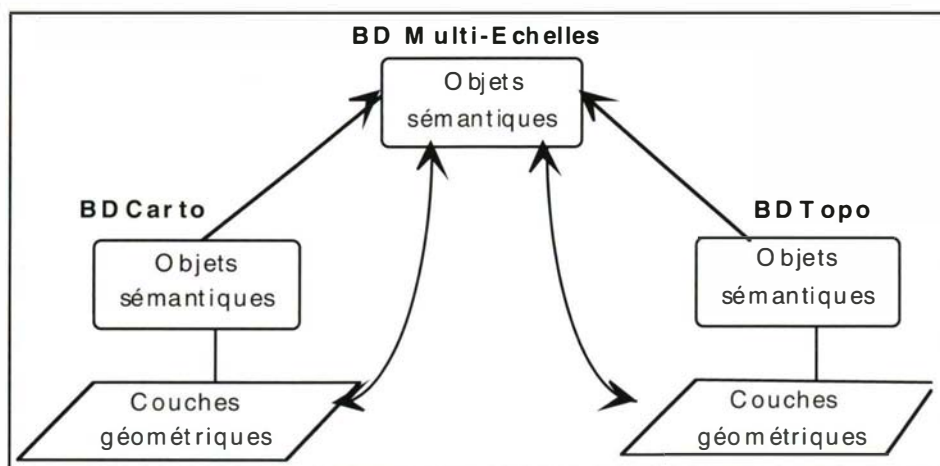 BD Multi-Echelles
Objets
sémantiques
BDCarto
Objets
sémantiques
Couches
géométriques
BDTopo
Objets
sémantiques
Couches
géométriques